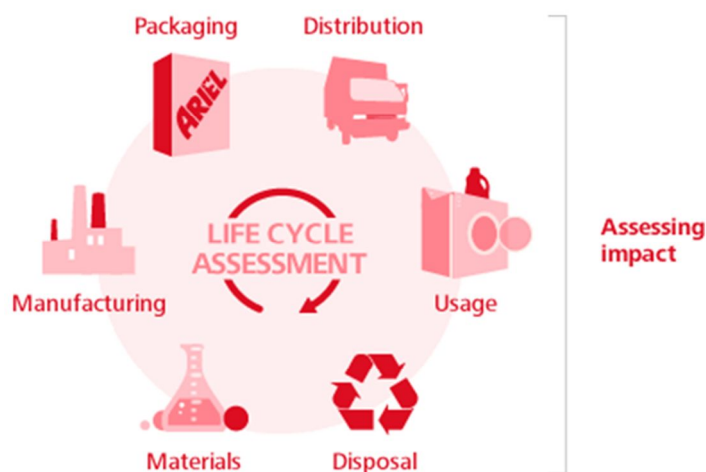 Packaging
Distribution
ARIEL
LIFE CYCLE
ASSESSMENT
Assessing
impact
Manufacturing
Usage
Materials
Disposal